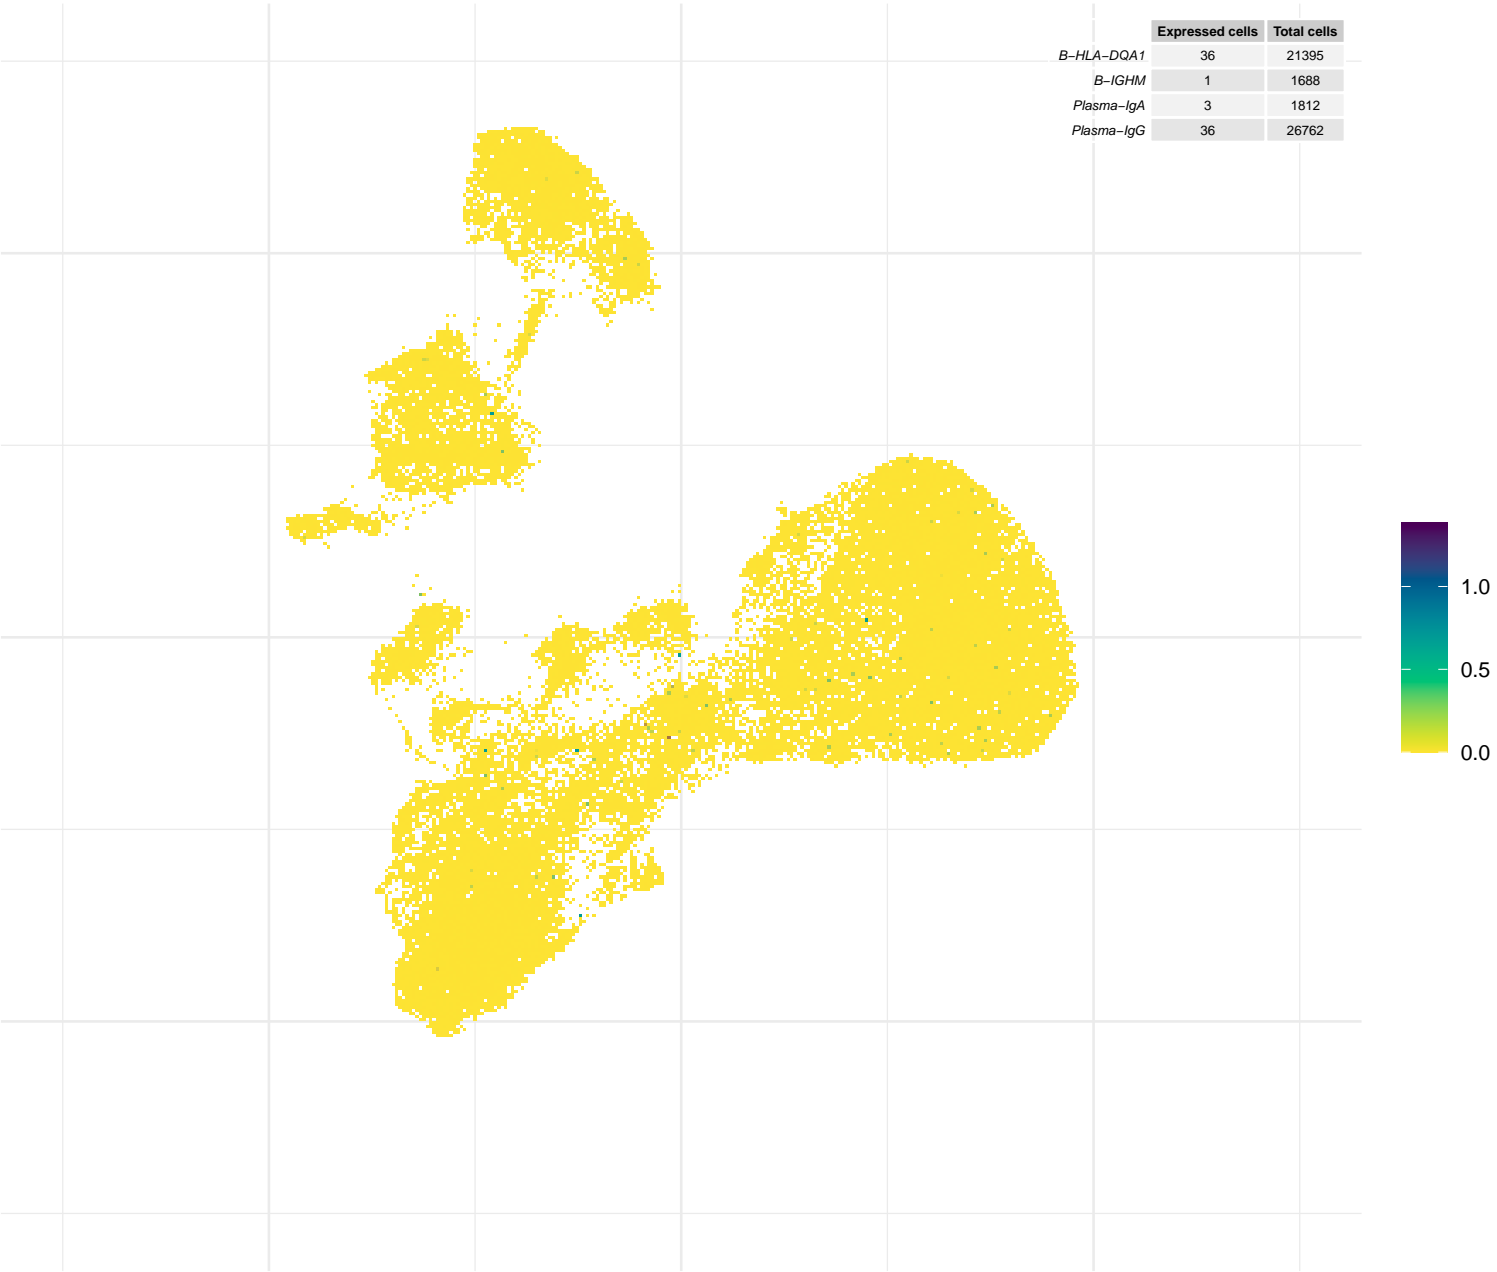 Expressed cells Total cells
B−HLA−DQA1 36 21395
B−IGHM 1 1688
Plasma−IgA 3 1812
Plasma−IgG 36 26762
1.0
0.5
0.0